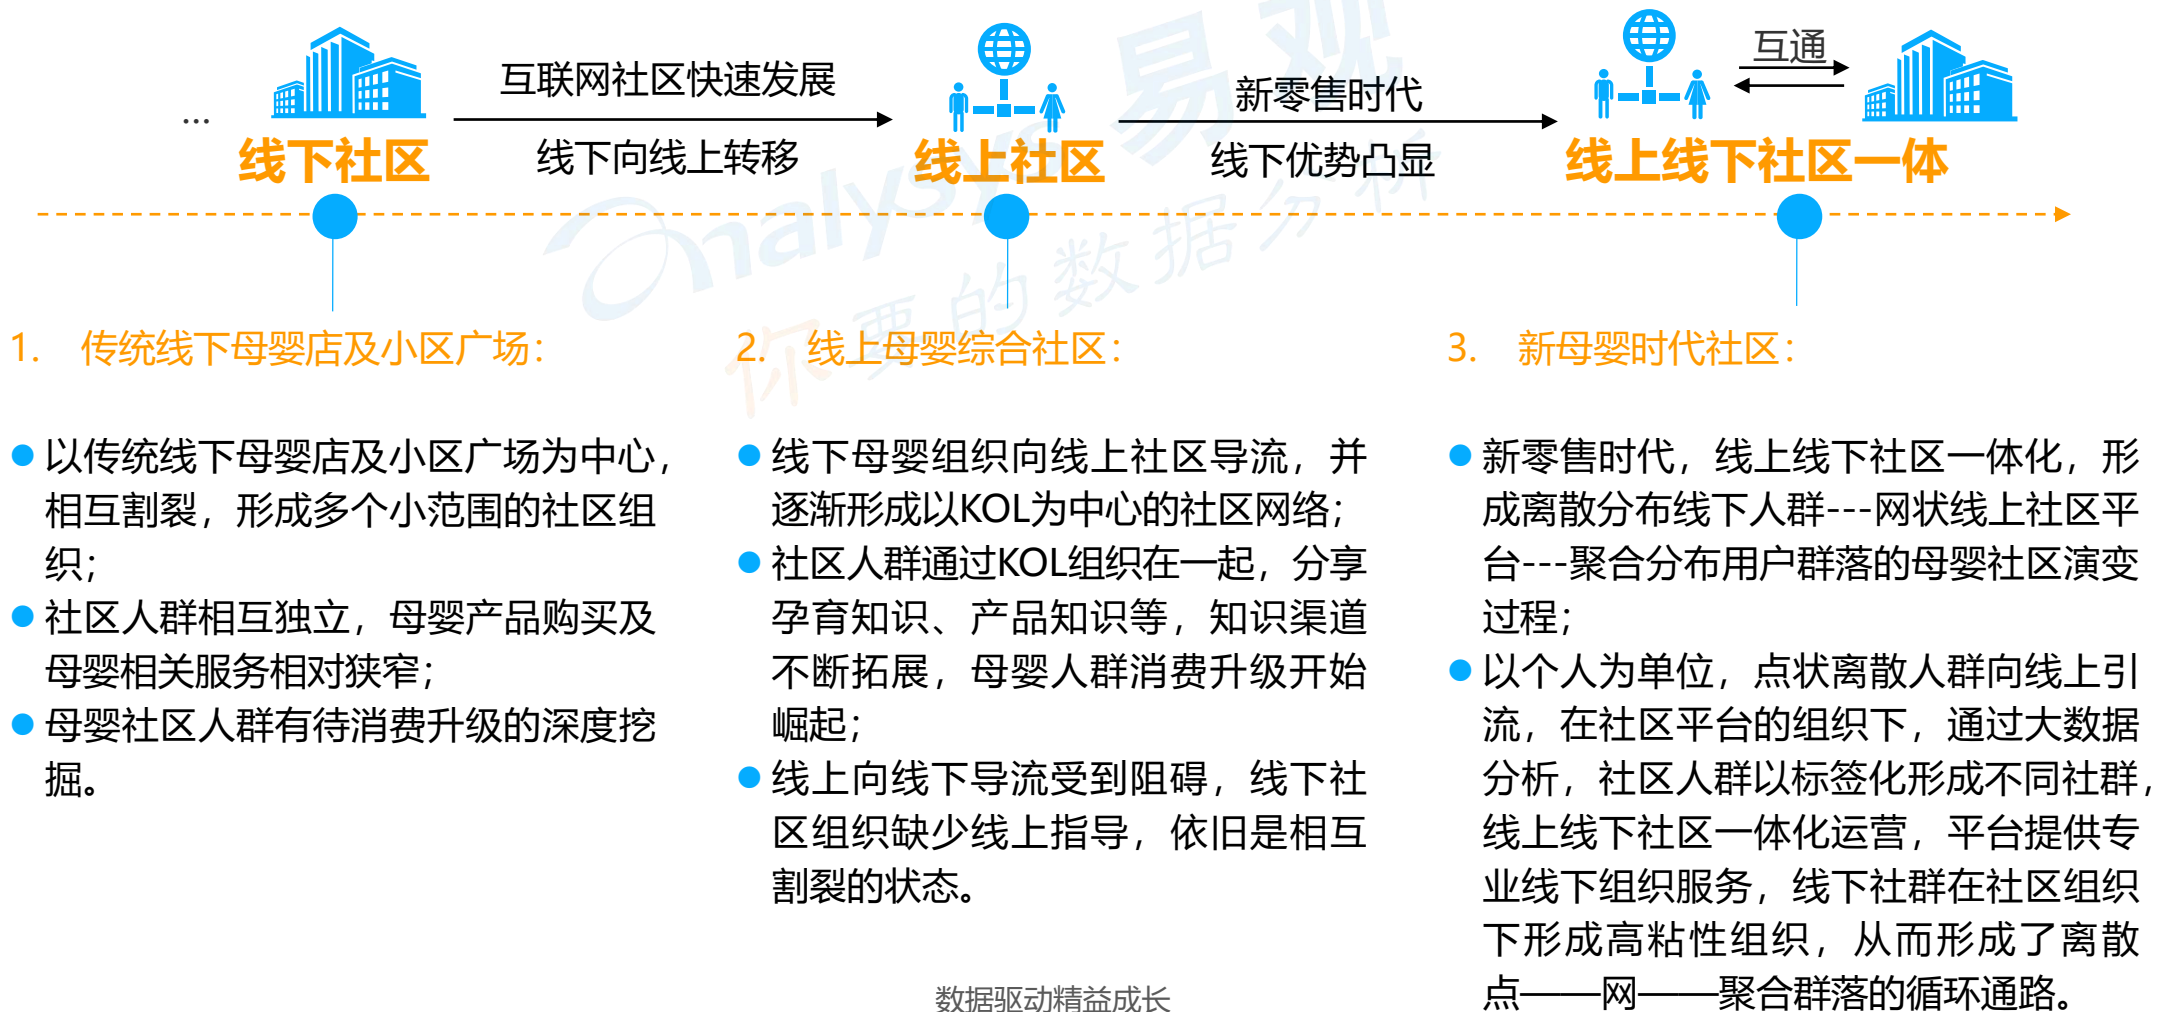 ...
互联网社区快速发展
线下向线上转移
新零售时代
线下优势凸显
互通
线下社区
线上社区
线上线下社区一体
1. 传统线下母婴店及小区广场：
以传统线下母婴店及小区广场为中心，
相互割裂，形成多个小范围的社区组
织；
社区人群相互独立，母婴产品购买及
母婴相关服务相对狭窄；
母婴社区人群有待消费升级的深度挖
掘。
2. 线上母婴综合社区：
线下母婴组织向线上社区导流，并
逐渐形成以KOL为中心的社区网络；
社区人群通过KOL组织在一起，分享
孕育知识、产品知识等，知识渠道
不断拓展，母婴人群消费升级开始
崛起；
线上向线下导流受到阻碍，线下社
区组织缺少线上指导，依旧是相互
割裂的状态。
3. 新母婴时代社区：
新零售时代，线上线下社区一体化，形
成离散分布线下人群---网状线上社区平
台---聚合分布用户群落的母婴社区演变
过程；
以个人为单位，点状离散人群向线上引
流，在社区平台的组织下，通过大数据
分析，社区人群以标签化形成不同社群，
线上线下社区一体化运营，平台提供专
业线下组织服务，线下社群在社区组织
下形成高粘性组织，从而形成了离散
点——网——聚合群落的循环通路。
analysys 易观
你要的数据分析
数据驱动精益成长